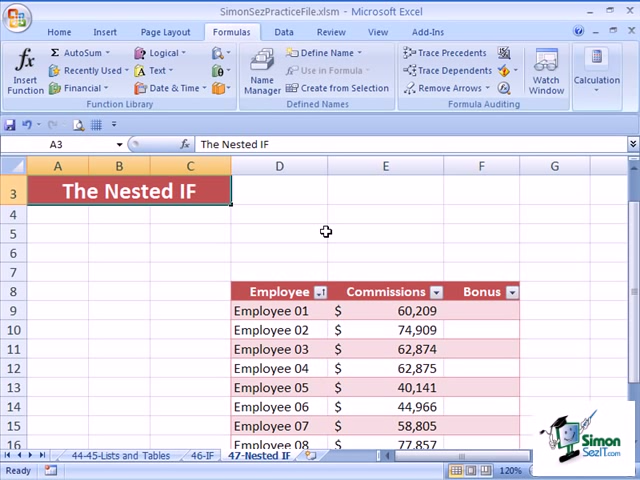 SimonSezPracticeFile.xlsm - Microsoft Excel
Home Insert Page Layout Formulas Data Review View Add-Ins
fx Insert Function
Σ AutoSum
Recently Used
Financial
Logical
Text
Date & Time
Function Library
Name Manager
Define Name
Use in Formula
Create from Selection
Defined Names
Trace Precedents
Trace Dependents
Remove Arrows
Formula Auditing
Watch Window
Calculation
A3 fx The Nested IF
A B C D E F G
3 The Nested IF
4
5
6
7
8 Employee Commissions Bonus
9 Employee 01 $ 60,209
10 Employee 02 $ 74,909
11 Employee 03 $ 62,874
12 Employee 04 $ 62,875
13 Employee 05 $ 40,141
14 Employee 06 $ 44,966
15 Employee 07 $ 58,805
16 Employee 08 $ 77,857
44-45-Lists and Tables 46-IF 47-Nested IF
Ready 120%
Simon
SezIT.com